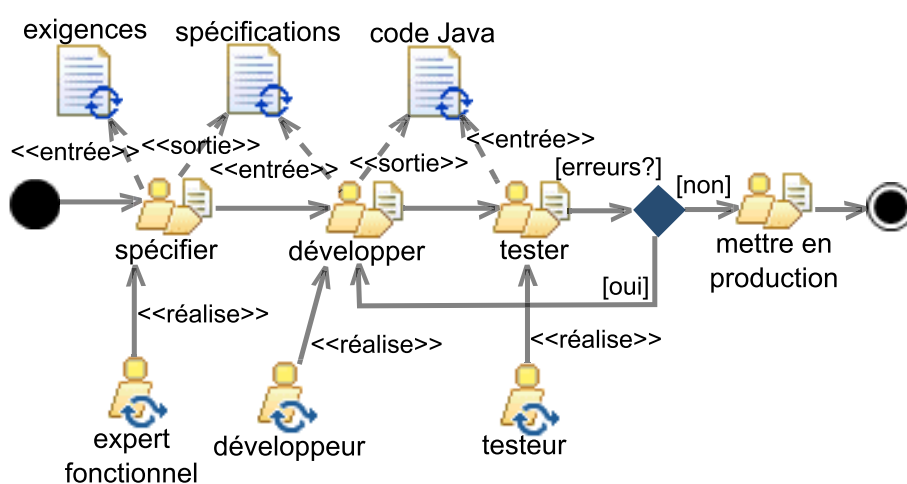 exigences
spécifications
code Java
<<entrée>>
<<sortie>>
<<entrée>>
<<sortie>>
<<entrée>>
[erreurs?]
[non]
spécifier
développer
tester
mettre en
production
[oui]
<<réalise>>
<<réalise>>
<<réalise>>
expert
fonctionnel
développeur
testeur